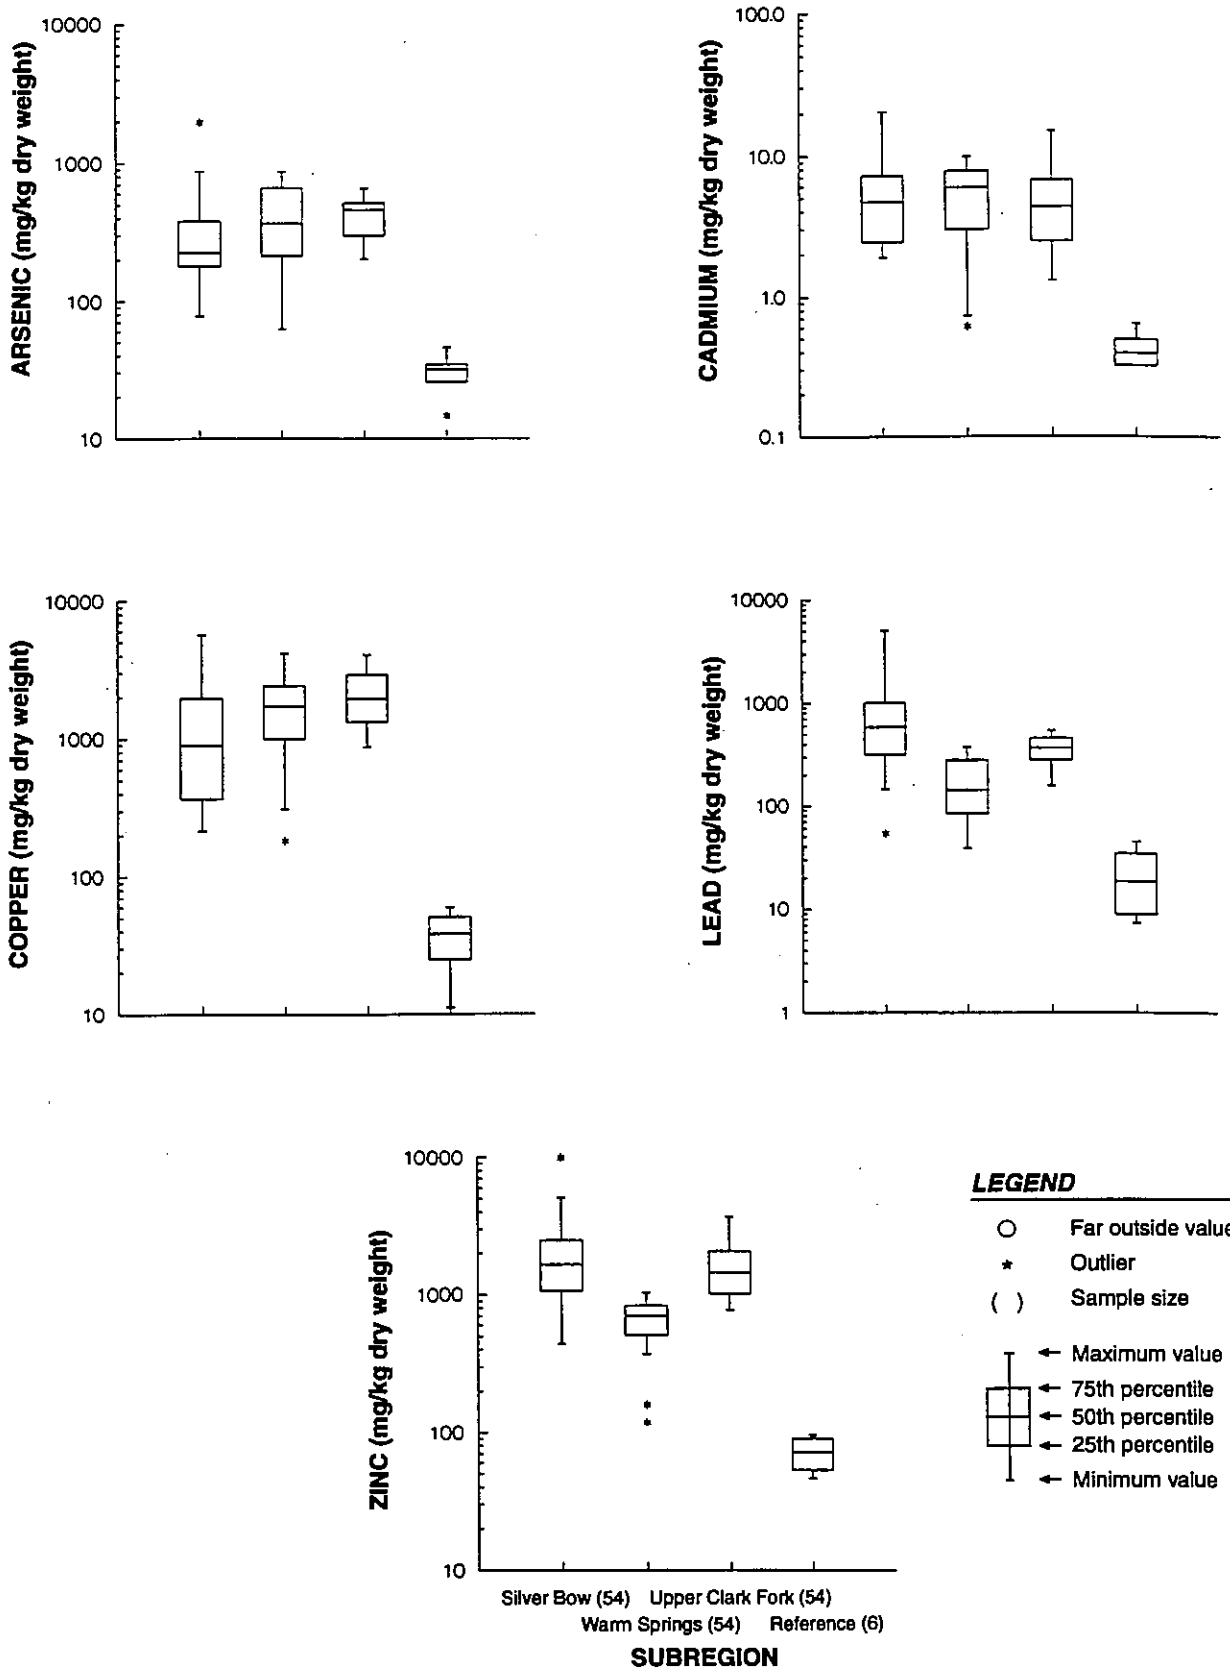 ARSENIC (mg/kg dry weight)
10000
1000
100
10
CADMIUM (mg/kg dry weight)
100.0
10.0
1.0
0.1
COPPER (mg/kg dry weight)
10000
1000
100
10
LEAD (mg/kg dry weight)
10000
1000
100
10
1
ZINC (mg/kg dry weight)
10000
1000
100
10
Silver Bow (54) Upper Clark Fork (54)
Warm Springs (54) Reference (6)
SUBREGION
LEGEND
Far outside value
* Outlier
( ) Sample size
Maximum value
75th percentile
50th percentile
25th percentile
Minimum value